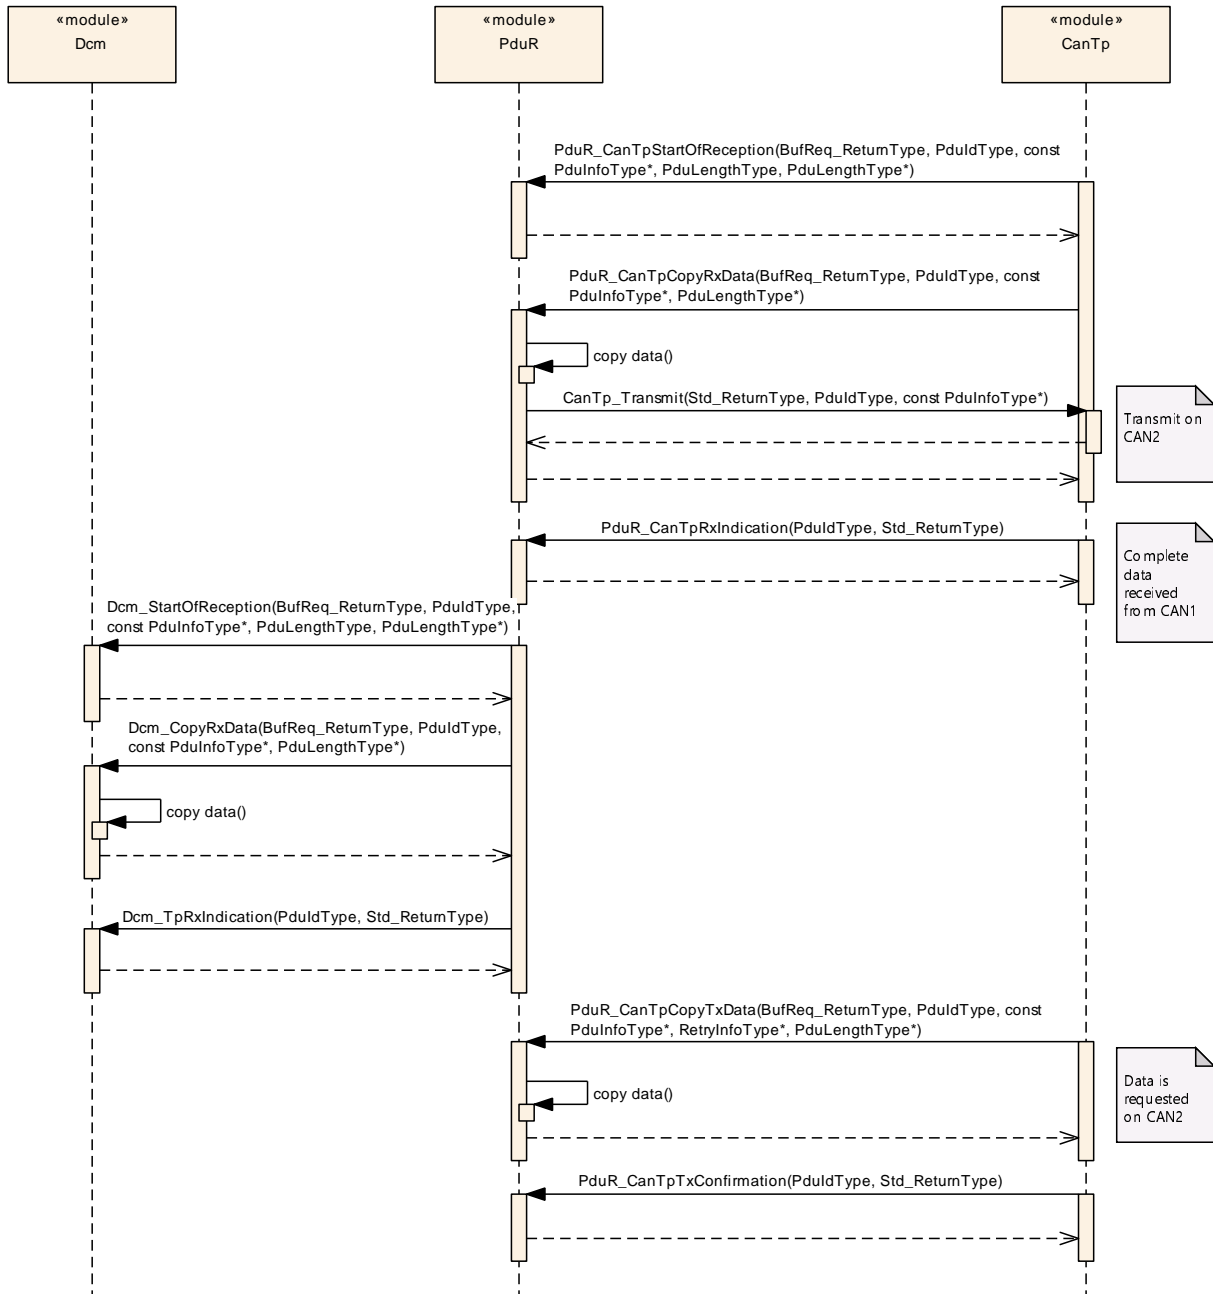 «module»
Dcm
«module»
PduR
«module»
CanTp
PduR_CanTpStartOfReception(BufReq_ReturnType, PduIdType, const
PduInfoType*, PduLengthType, PduLengthType*)
PduR_CanTpCopyRxData(BufReq_ReturnType, PduIdType, const
PduInfoType*, PduLengthType*)
copy data()
CanTp_Transmit(Std_ReturnType, PduIdType, const PduInfoType*)
Transmit on
CAN2
PduR_CanTpRxIndication(PduIdType, Std_ReturnType)
Complete
data
received
from CAN1
Dcm_StartOfReception(BufReq_ReturnType, PduIdType,
const PduInfoType*, PduLengthType, PduLengthType*)
Dcm_CopyRxData(BufReq_ReturnType, PduIdType,
const PduInfoType*, PduLengthType*)
copy data()
Dcm_TpRxIndication(PduIdType, Std_ReturnType)
PduR_CanTpCopyTxData(BufReq_ReturnType, PduIdType, const
PduInfoType*, RetryInfoType*, PduLengthType*)
copy data()
Data is
requested
on CAN2
PduR_CanTpTxConfirmation(PduIdType, Std_ReturnType)